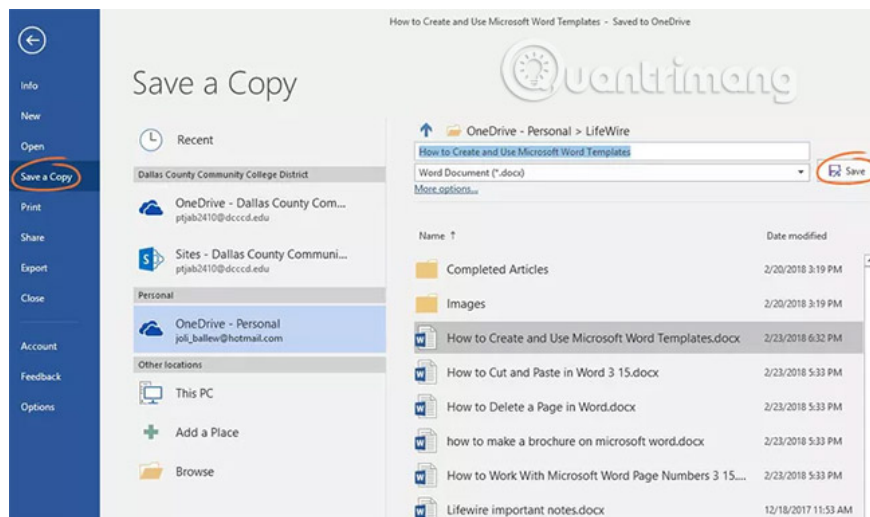 How to Create and Use Microsoft Word Templates - Saved to OneDrive
Quantrimang
Info
New
Open
Save a Copy
Print
Share
Export
Close
Account
Feedback
Options
Save a Copy
Recent
Dallas County Community College District
OneDrive - Dallas County Com...
ptjab2410@dcccd.edu
Sites - Dallas County Communi...
ptjab2410@dcccd.edu
Personal
OneDrive - Personal
joli_ballew@hotmail.com
Other locations
This PC
Add a Place
Browse
OneDrive - Personal > LifeWire
How to Create and Use Microsoft Word Templates
Word Document (*.docx)
Save
More options...
Name ↑ Date modified
Completed Articles 2/20/2018 3:19 PM
Images 2/20/2018 3:19 PM
How to Create and Use Microsoft Word Templates.docx 2/23/2018 6:32 PM
How to Cut and Paste in Word 3 15.docx 2/23/2018 5:33 PM
How to Delete a Page in Word.docx 2/23/2018 5:33 PM
how to make a brochure on microsoft word.docx 2/23/2018 5:33 PM
How to Work With Microsoft Word Page Numbers 3 15.... 2/23/2018 5:33 PM
Lifewire important notes.docx 12/18/2017 11:53 AM